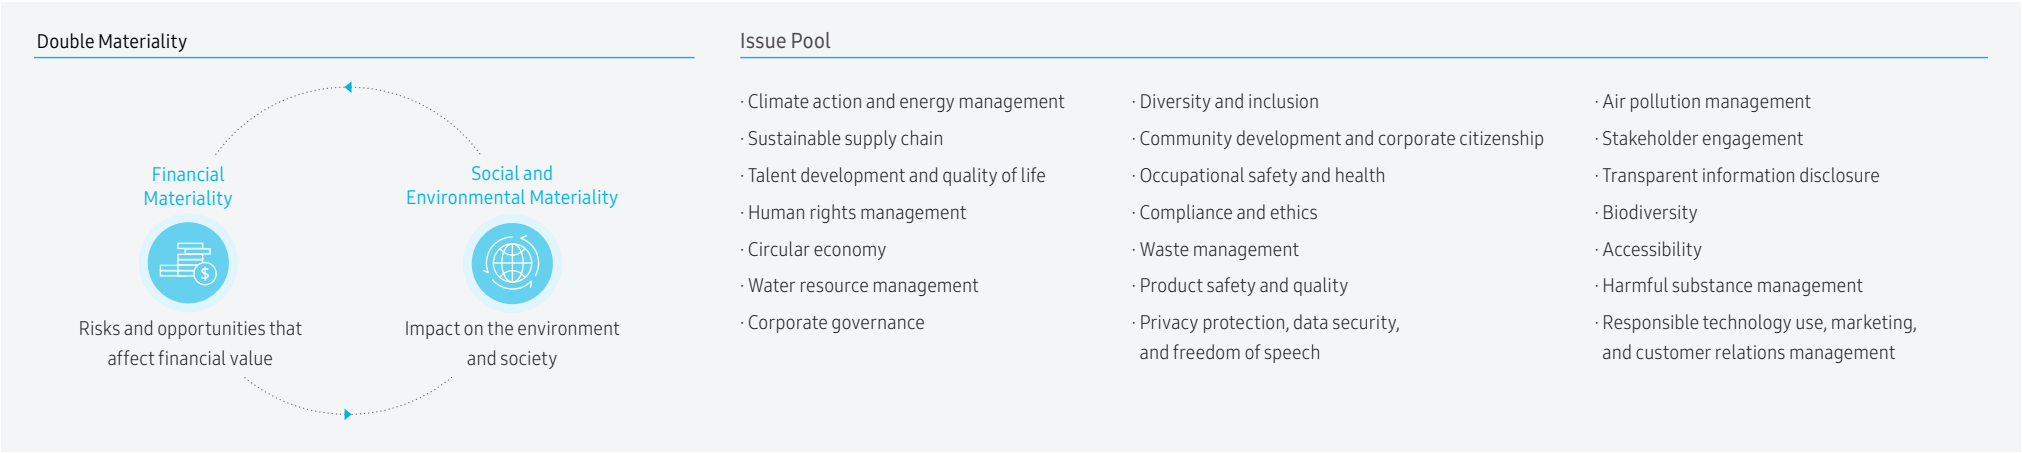 Double Materiality
Financial
Materiality
$
Risks and opportunities that
affect financial value
Social and
Environmental Materiality
Impact on the environment
and society
Issue Pool
· Climate action and energy management
· Sustainable supply chain
· Talent development and quality of life
· Human rights management
· Circular economy
· Water resource management
· Corporate governance
· Diversity and inclusion
· Community development and corporate citizenship
· Occupational safety and health
· Compliance and ethics
· Waste management
· Product safety and quality
· Privacy protection, data security,
and freedom of speech
· Air pollution management
· Stakeholder engagement
· Transparent information disclosure
· Biodiversity
· Accessibility
· Harmful substance management
· Responsible technology use, marketing,
and customer relations management